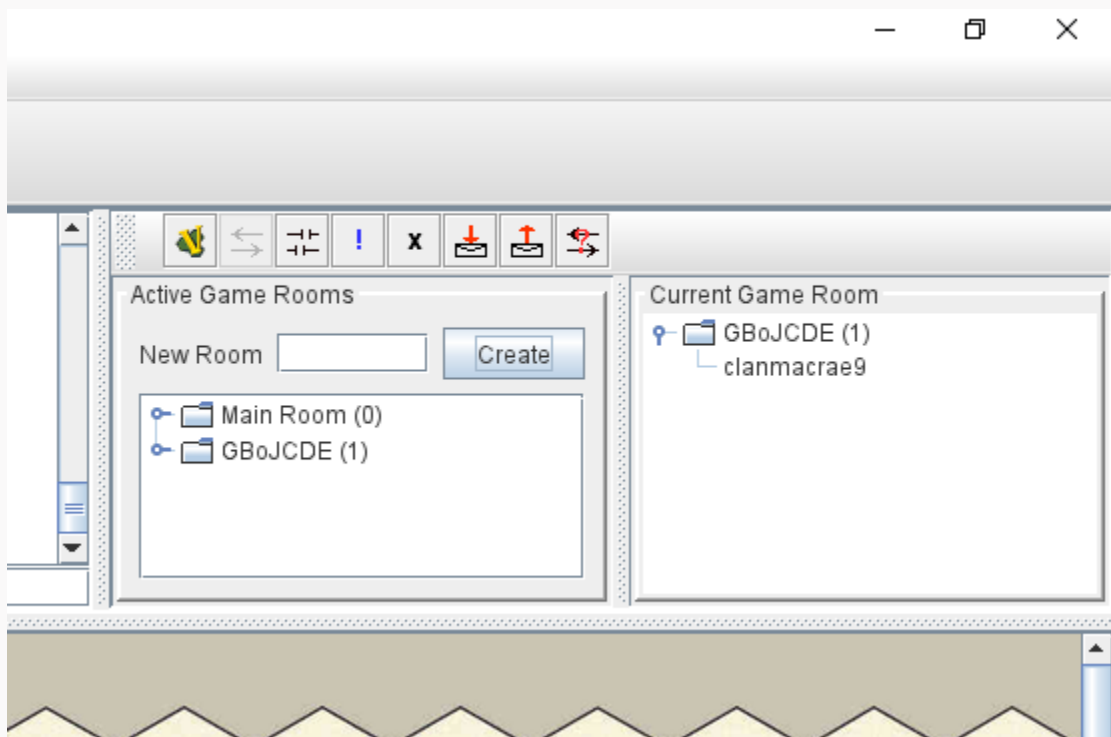 ! x
Active Game Rooms
New Room Create
Main Room (0)
GBoJCDE (1)
Current Game Room
GBoJCDE (1)
clanmacrae9